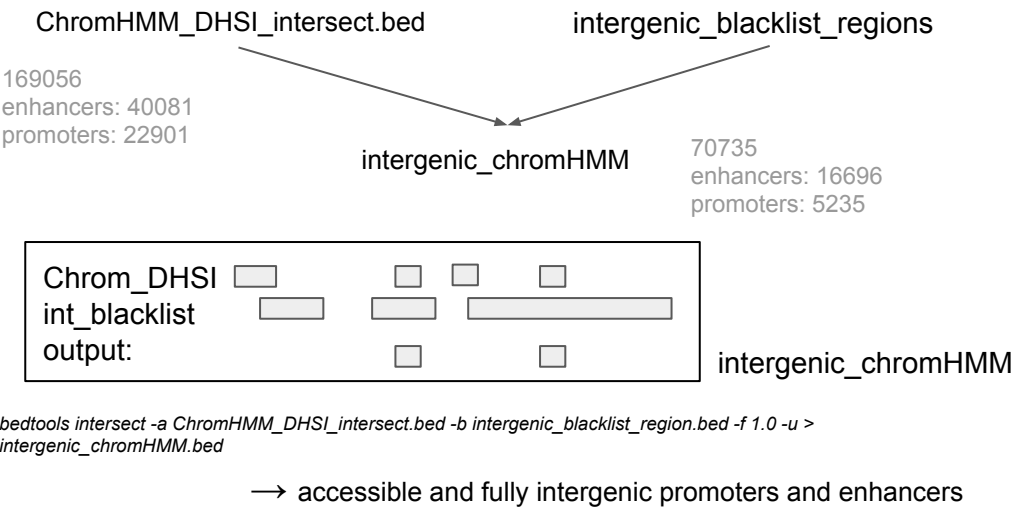 ChromHMM_DHSI_intersect.bed
intergenic_blacklist_regions
169056
enhancers: 40081
promoters: 22901
intergenic_chromHMM
70735
enhancers: 16696
promoters: 5235
Chrom_DHSI
int_blacklist
output:
intergenic_chromHMM
bedtools intersect -a ChromHMM_DHSI_intersect.bed -b intergenic_blacklist_region.bed -f 1.0 -u >
intergenic_chromHMM.bed
→ accessible and fully intergenic promoters and enhancers